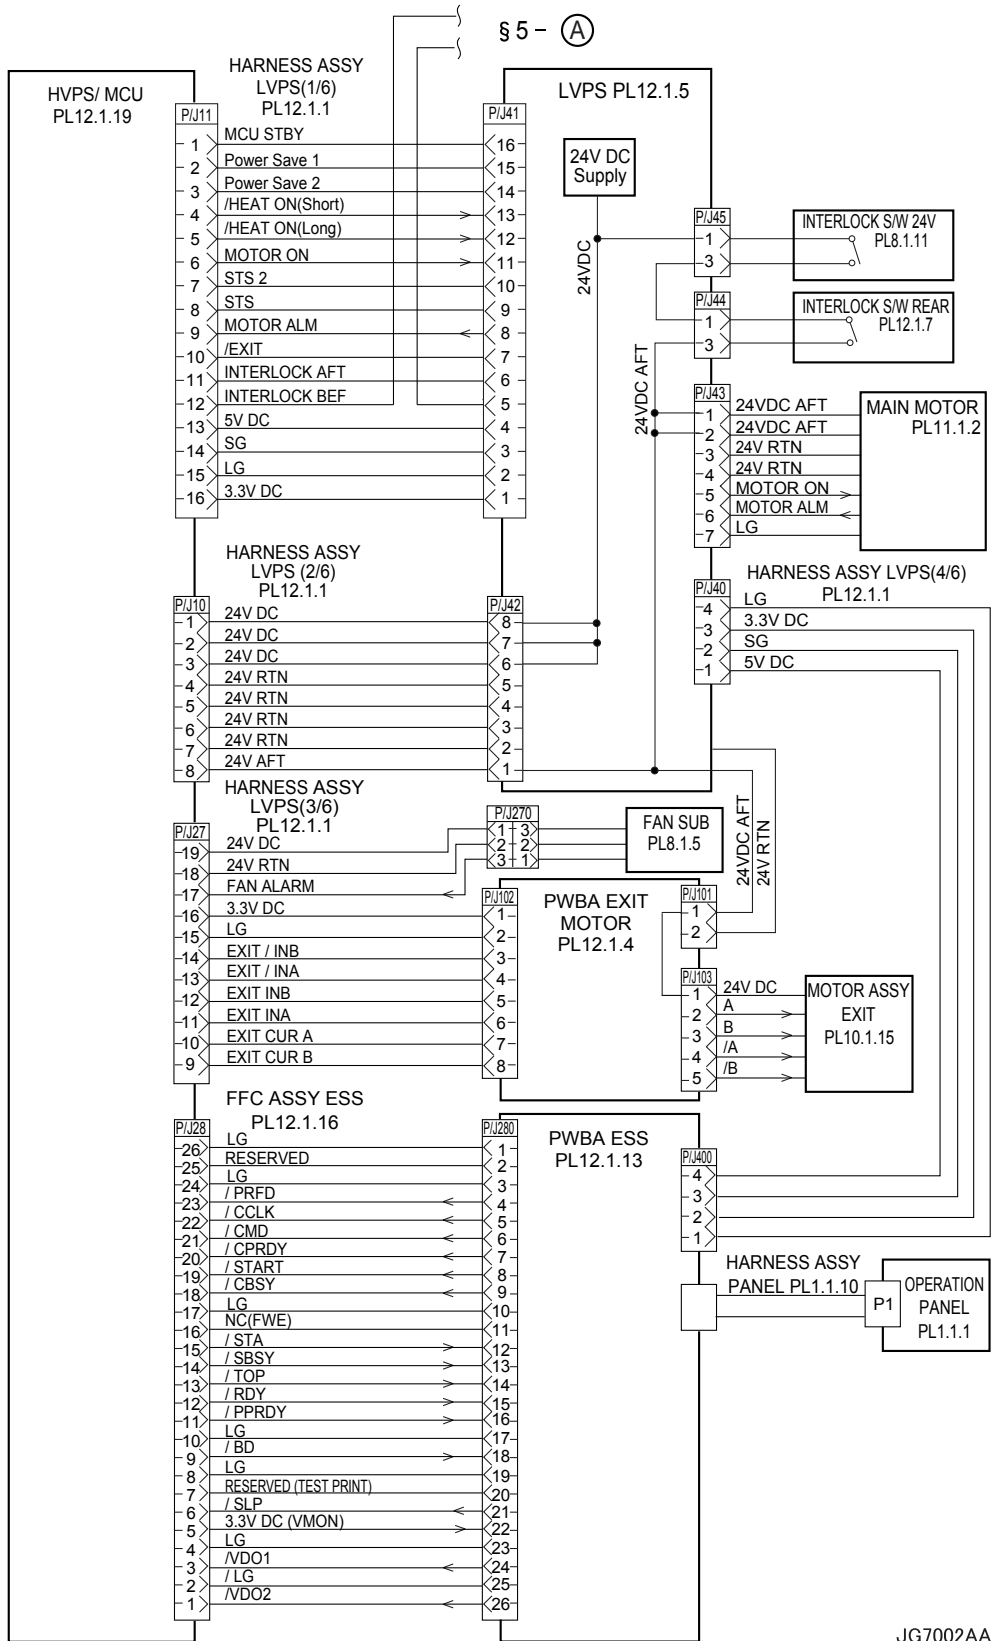 § 5 – A
HVPS/ MCU
PL12.1.19
HARNESS ASSY
LVPS(1/6)
PL12.1.1
P/J11
P/J41
1 MCU STBY 16
2 Power Save 1 15
3 Power Save 2 14
4 /HEAT ON(Short) 13
5 /HEAT ON(Long) 12
6 MOTOR ON 11
7 STS 2 10
8 STS 9
9 MOTOR ALM 8
10 /EXIT 7
11 INTERLOCK AFT 6
12 INTERLOCK BEF 5
13 5V DC 4
14 SG 3
15 LG 2
16 3.3V DC 1
LVPS PL12.1.5
24V DC
Supply
24VDC
24VDC AFT
P/J45
1
3
INTERLOCK S/W 24V
PL8.1.11
P/J44
1
3
INTERLOCK S/W REAR
PL12.1.7
P/J43
1 24VDC AFT
2 24VDC AFT
3 24V RTN
4 24V RTN
5 MOTOR ON
6 MOTOR ALM
7 LG
MAIN MOTOR
PL11.1.2
HARNESS ASSY
LVPS (2/6)
PL12.1.1
P/J10
P/J42
1 24V DC 8
2 24V DC 7
3 24V DC 6
4 24V RTN 5
5 24V RTN 4
6 24V RTN 3
7 24V RTN 2
8 24V AFT 1
HARNESS ASSY LVPS(4/6)
PL12.1.1
P/J40
4 LG
3 3.3V DC
2 SG
1 5V DC
HARNESS ASSY
LVPS(3/6)
PL12.1.1
P/J27
19 24V DC
18 24V RTN
17 FAN ALARM
P/J270
1 3
2 2
3 1
FAN SUB
PL8.1.5
24VDC AFT
24V RTN
P/J102
16 3.3V DC 1
15 LG 2
14 EXIT / INB 3
13 EXIT / INA 4
12 EXIT INB 5
11 EXIT INA 6
10 EXIT CUR A 7
9 EXIT CUR B 8
PWBA EXIT
MOTOR
PL12.1.4
P/J101
1
2
P/J103
1 24V DC
2 A
3 B
4 /A
5 /B
MOTOR ASSY
EXIT
PL10.1.15
FFC ASSY ESS
PL12.1.16
P/J28
P/J280
26 LG 1
25 RESERVED 2
24 LG 3
23 / PRFD 4
22 / CCLK 5
21 / CMD 6
20 / CPRDY 7
19 / START 8
18 / CBSY 9
17 LG 10
16 NC(FWE) 11
15 / STA 12
14 / SBSY 13
13 / TOP 14
12 / RDY 15
11 / PPRDY 16
10 LG 17
9 / BD 18
8 LG 19
7 RESERVED (TEST PRINT) 20
6 / SLP 21
5 3.3V DC (VMON) 22
4 LG 23
3 /VDO1 24
2 / LG 25
1 /VDO2 26
PWBA ESS
PL12.1.13
P/J400
4
3
2
1
HARNESS ASSY
PANEL PL1.1.10
P1
OPERATION
PANEL
PL1.1.1
JG7002AA